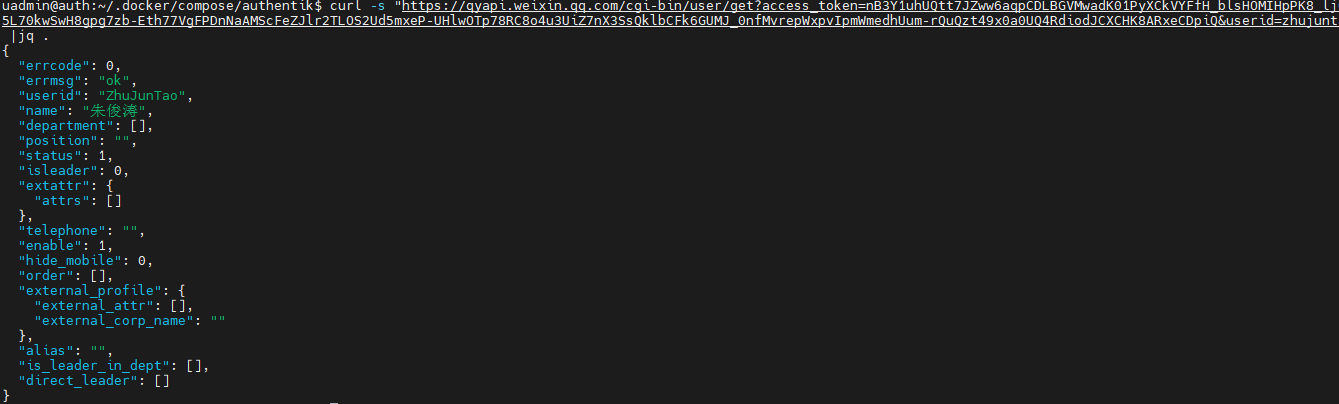 uadmin@auth:~/.docker/compose/authentik$ curl -s "https://qyapi.weixin.qq.com/cgi-bin/user/get?access_token=nB3Y1uhUQtt7JZww6aqpCDLBGVMwadK01PyXCkVYFfH_blsHOMIHpPK8_lj
5L70kwSwH8gpg7zb-Eth77VgFPDnNaAMScFeZJlr2TLOS2Ud5mxeP-UHlwOTp78RC8o4u3UiZ7nX3SsQklbCFk6GUMJ_0nfMvrepWxpvIpmWmedhUum-rQuQzt49x0a0UQ4RdiodJCXCHK8ARxeCDpiQ&userid=zhujunt
|jq .
{
"errcode": 0,
"errmsg": "ok",
"userid": "ZhuJunTao",
"name": "朱俊涛",
"department": [],
"position": "",
"status": 1,
"isleader": 0,
"extattr": {
"attrs": []
},
"telephone": "",
"enable": 1,
"hide_mobile": 0,
"order": [],
"external_profile": {
"external_attr": [],
"external_corp_name": ""
},
"alias": "",
"is_leader_in_dept": [],
"direct_leader": []
}